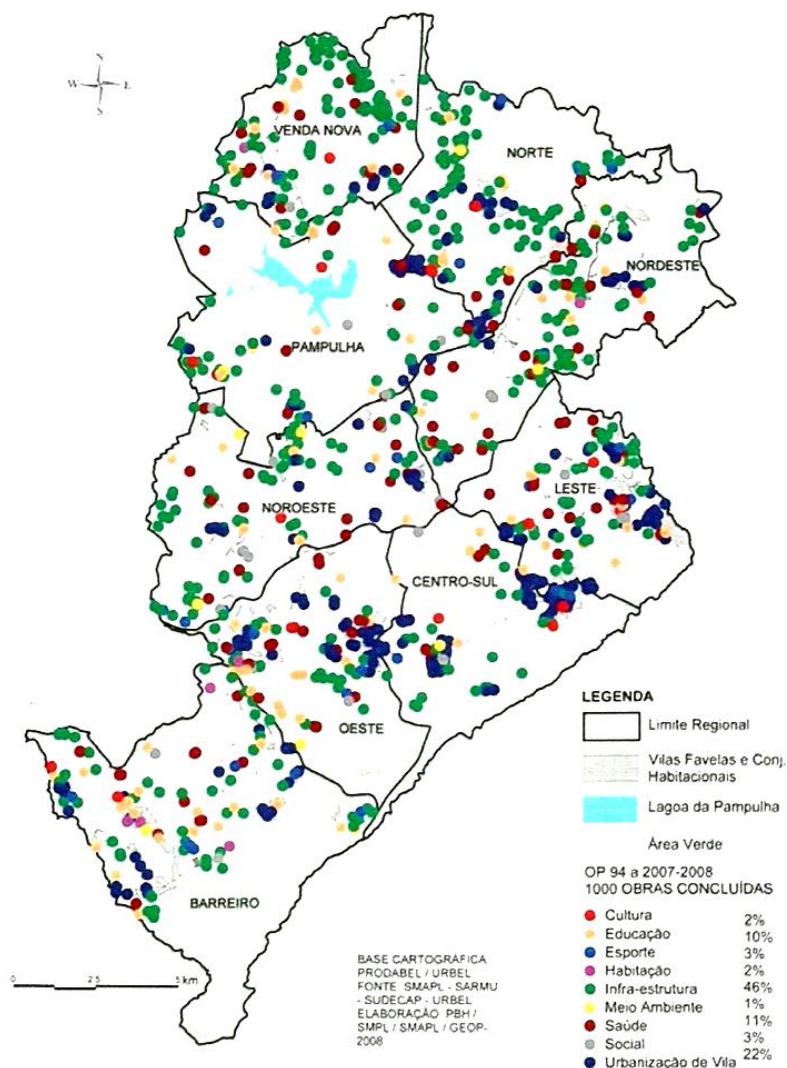 N
W E
S
VENDA NOVA
NORTE
NORDESTE
PAMPULHA
NOROESTE
LESTE
CENTRO-SUL
OESTE
BARREIRO
LEGENDA
Limite Regional
Vilas Favelas e Conj.
Habitacionais
Lagoa da Pampulha
Área Verde
OP 94 a 2007-2008
1000 OBRAS CONCLUÍDAS
Cultura 2%
Educação 10%
Esporte 3%
Habitação 2%
Infra-estrutura 46%
Meio Ambiente 1%
Saúde 11%
Social 3%
Urbanização de Vila 22%
BASE CARTOGRÁFICA
PRODABEL / URBEL
FONTE SMAPL - SARMU
- SUDECAP - URBEL
ELABORAÇÃO PBH /
SMPL / SMAPL / GEOP-
2008
0 2.5 5 km